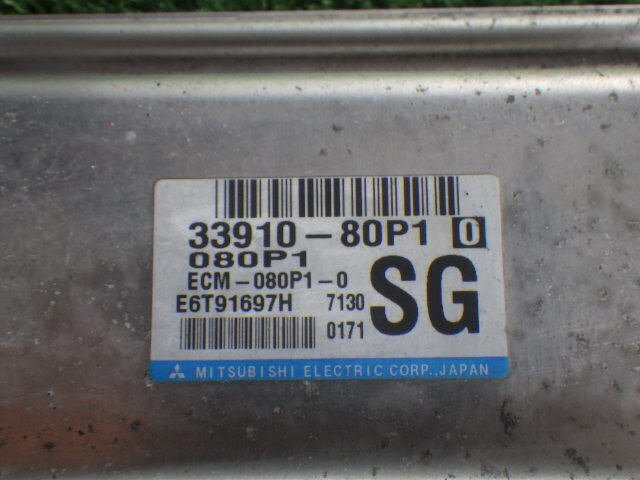 33910-80P1 0
080P1
ECM-080P1-0
E6T91697H 7130
0171
SG
MITSUBISHI ELECTRIC CORP., JAPAN